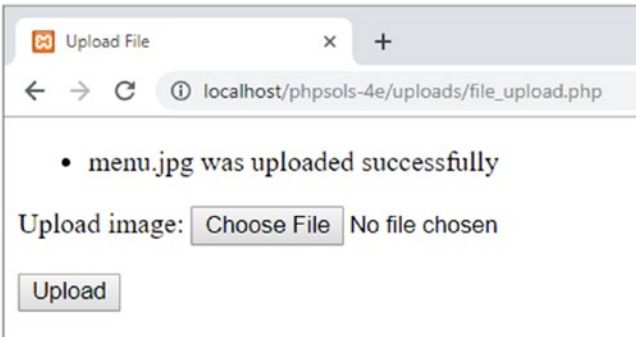 Upload File
localhost/phpsols-4e/uploads/file_upload.php
• menu.jpg was uploaded successfully
Upload image: Choose File No file chosen
Upload